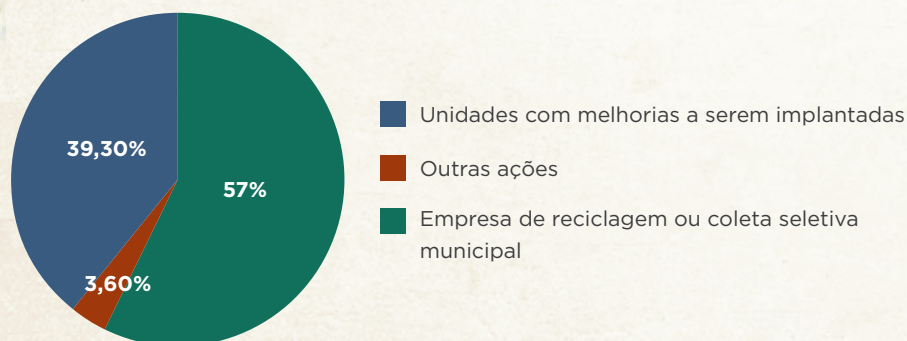 39,30%
57%
3,60%
Unidades com melhorias a serem implantadas
Outras ações
Empresa de reciclagem ou coleta seletiva
municipal